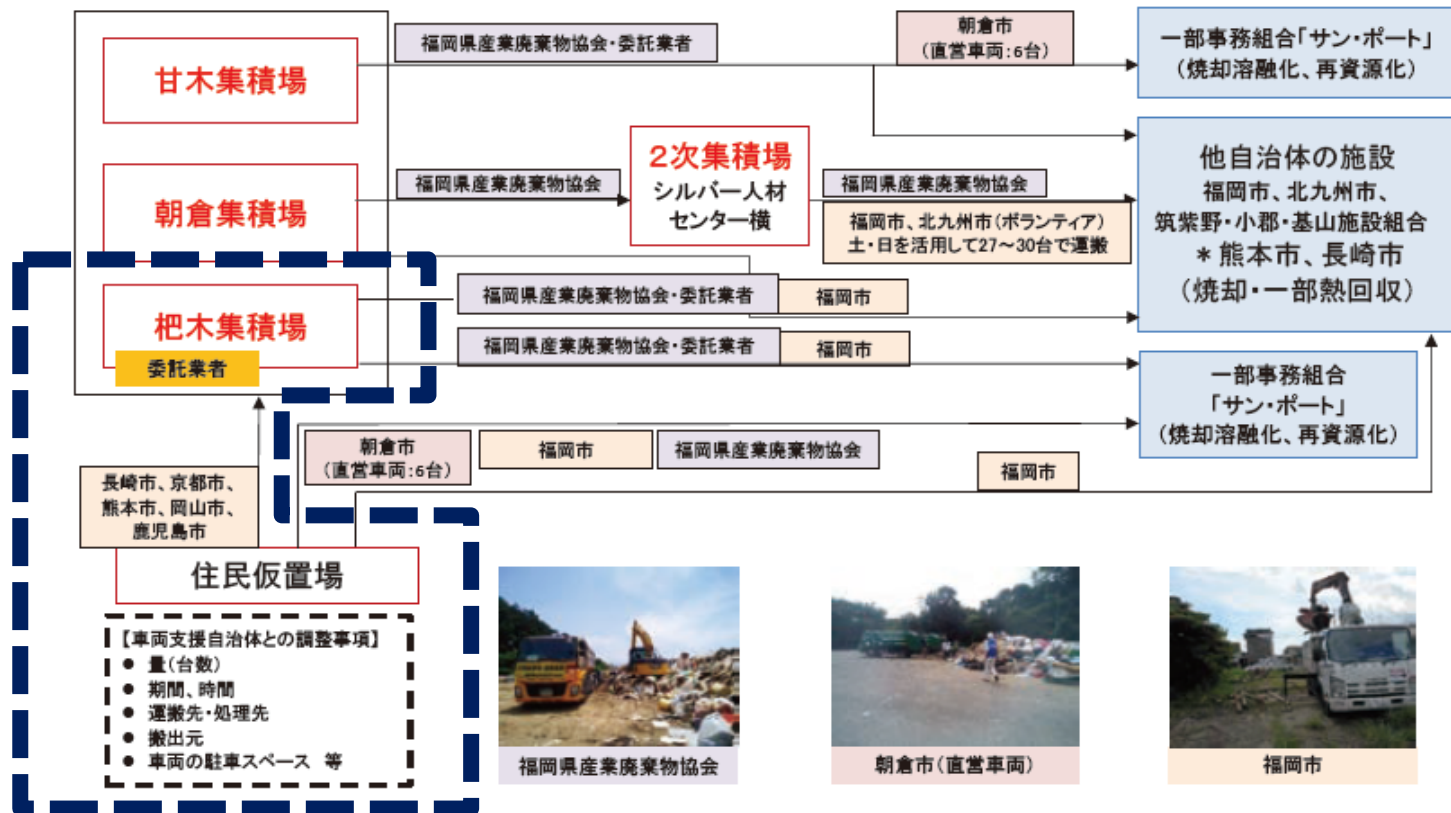 甘木集積場
福岡県産業廃棄物協会・委託業者
朝倉市
(直営車両:6台)
一部事務組合「サン・ポート」
(焼却溶融化、再資源化)
朝倉集積場
福岡県産業廃棄物協会
2次集積場
シルバー人材
センター横
福岡県産業廃棄物協会
福岡市、北九州市(ボランティア)
土・日を活用して27~30台で運搬
他自治体の施設
福岡市、北九州市、
筑紫野・小郡・基山施設組合
*熊本市、長崎市
(焼却・一部熱回収)
杷木集積場
委託業者
福岡県産業廃棄物協会・委託業者
福岡市
福岡県産業廃棄物協会・委託業者
福岡市
一部事務組合
「サン・ポート」
(焼却溶融化、再資源化)
朝倉市
(直営車両:6台)
福岡市
福岡県産業廃棄物協会
福岡市
長崎市、京都市、
熊本市、岡山市、
鹿児島市
住民仮置場
【車両支援自治体との調整事項】
● 量(台数)
● 期間、時間
● 運搬先・処理先
● 搬出元
● 車両の駐車スペース 等
福岡県産業廃棄物協会
朝倉市(直営車両)
福岡市